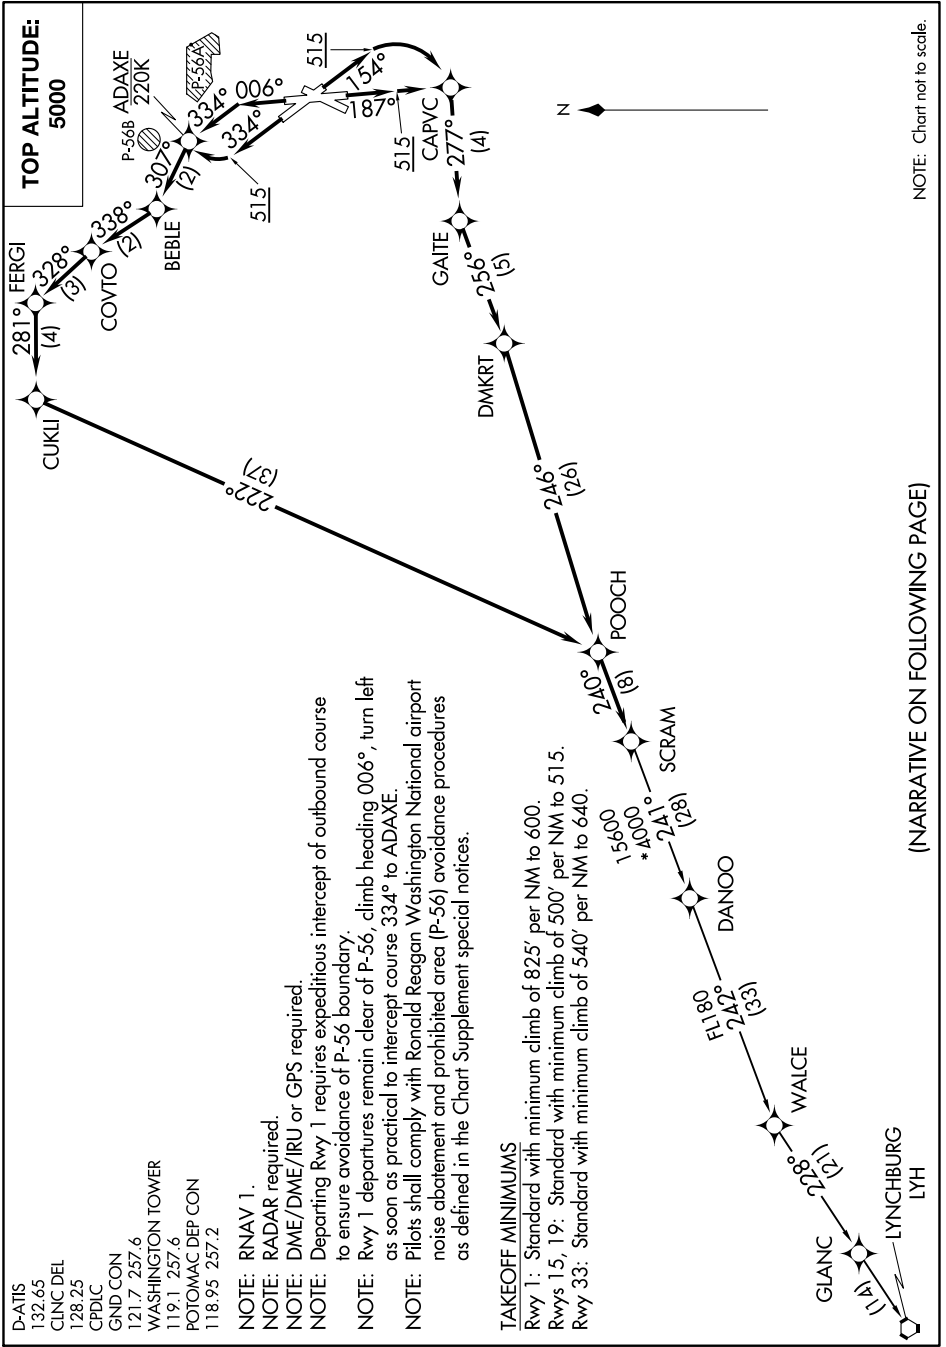 TOP ALTITUDE:
5000
D-ATIS
132.65
CLNC DEL
128.25
CPDLC
GND CON
121.7 257.6
WASHINGTON TOWER
119.1 257.6
POTOMAC DEP CON
118.95 257.2
NOTE: RNAV 1.
NOTE: RADAR required.
NOTE: DME/DME/IRU or GPS required.
NOTE: Departing Rwy 1 requires expeditious intercept of outbound course
to ensure avoidance of P-56 boundary.
NOTE: Rwy 1 departures remain clear of P-56, climb heading 006°, turn left
as soon as practical to intercept course 334° to ADAXE.
NOTE: Pilots shall comply with Ronald Reagan Washington National airport
noise abatement and prohibited area (P-56) avoidance procedures
as defined in the Chart Supplement special notices.
TAKEOFF MINIMUMS
Rwy 1: Standard with minimum climb of 825' per NM to 600.
Rwys 15, 19: Standard with minimum climb of 500' per NM to 515.
Rwy 33: Standard with minimum climb of 540' per NM to 640.
CUKLI
281°
(4)
FERGI
328°
(3)
COVTO
338°
(2)
BEBLE
307°
(2)
P-56B
ADAXE
220K
P-56A
334°
006°
334°
515
515
154°
187°
515
CAPVC
277°
(4)
GAITE
256°
(5)
DMKRT
246°
(26)
222°
(37)
POOCH
240°
(8)
SCRAM
15600
*4000
241°
(28)
DANOO
FL180
242°
(33)
WALCE
228°
(21)
GLANC
(14)
LYNCHBURG
LYH
N
NOTE: Chart not to scale.
(NARRATIVE ON FOLLOWING PAGE)